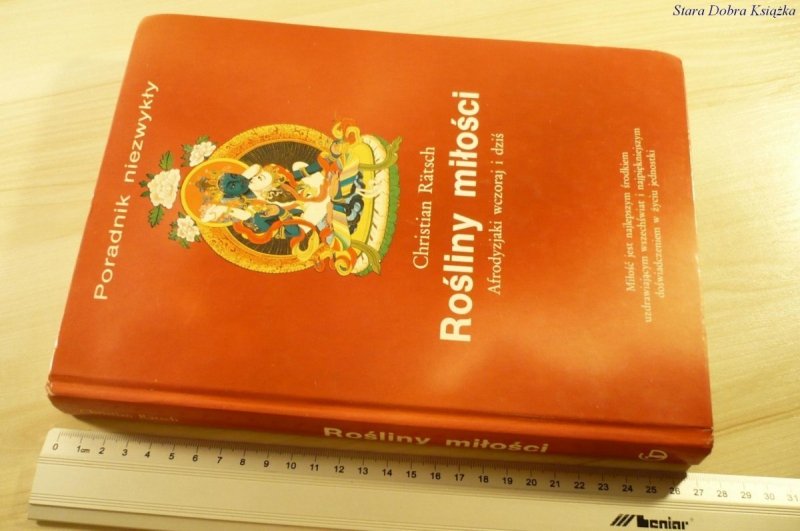 Stara Dobra Książka
Poradnik niezwykły
Christian Rätsch
Rośliny miłości
Afrodyzjaki wczoraj i dziś
Miłość jest najlepszym środkiem
uzdrawiającym wszechświat i najpiękniejszym
doświadczeniem w życiu jednostki
Christian Rätsch
Rośliny miłości
0 1cm 2 3 4 5 6 7 8 9 10 11 12 13 14 15 16 17 18 19 20 21 22 23 24 25 26 27 28 29 30 31
Leniar